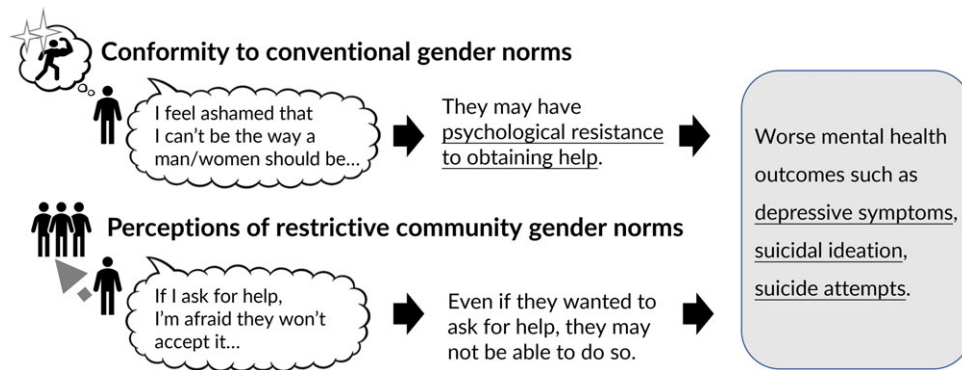 Conformity to conventional gender norms
I feel ashamed that
I can't be the way a
man/women should be...
They may have
psychological resistance
to obtaining help.
Perceptions of restrictive community gender norms
If I ask for help,
I'm afraid they won't
accept it...
Even if they wanted to
ask for help, they may
not be able to do so.
Worse mental health
outcomes such as
depressive symptoms,
suicidal ideation,
suicide attempts.